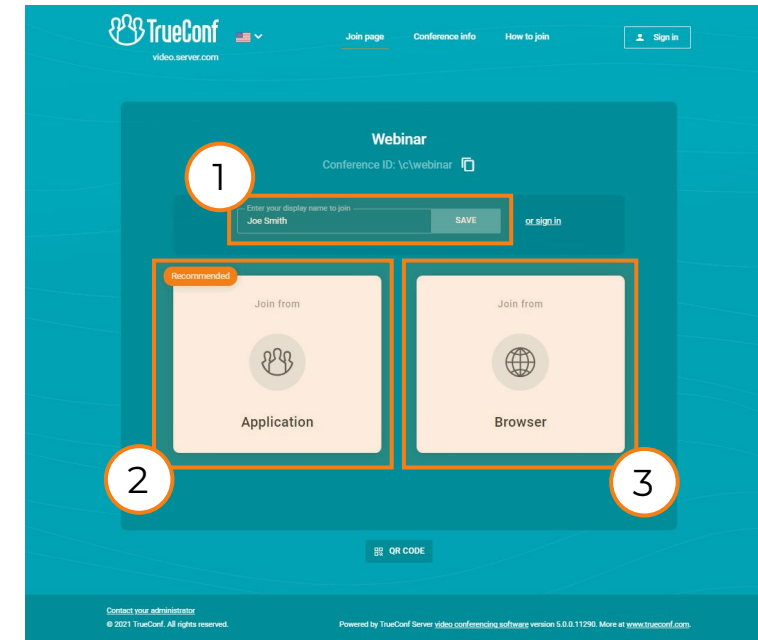 TrueConf
video.server.com
Join page Conference info How to join Sign in
Webinar
Conference ID: \c\webinar
1
Enter your display name to join
Joe Smith SAVE or sign in
Recommended
Join from Join from
Application Browser
2 3
QR CODE
Contact your administrator
© 2021 TrueConf. All rights reserved. Powered by TrueConf Server video conferencing software version 5.0.0.11290. More at www.trueconf.com.